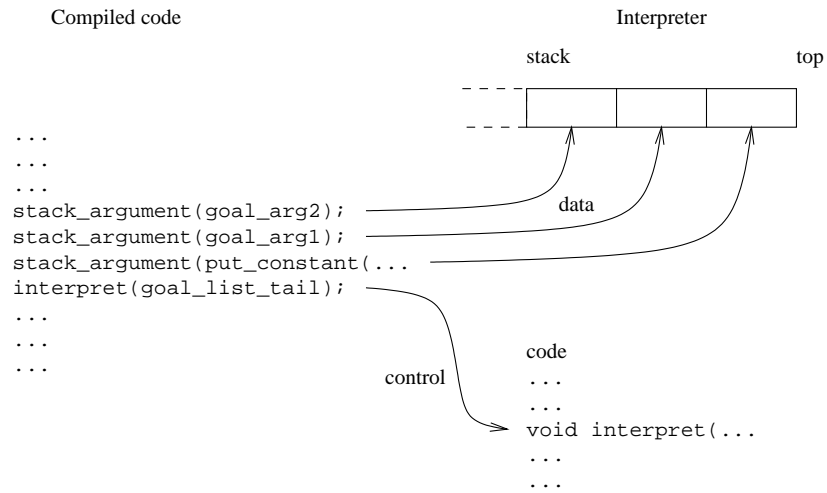 Compiled code
Interpreter
stack
top
...
...
...
stack_argument(goal_arg2);
stack_argument(goal_arg1);
stack_argument(put_constant(...
interpret(goal_list_tail);
...
...
...
data
control
code
...
...
void interpret(...
...
...